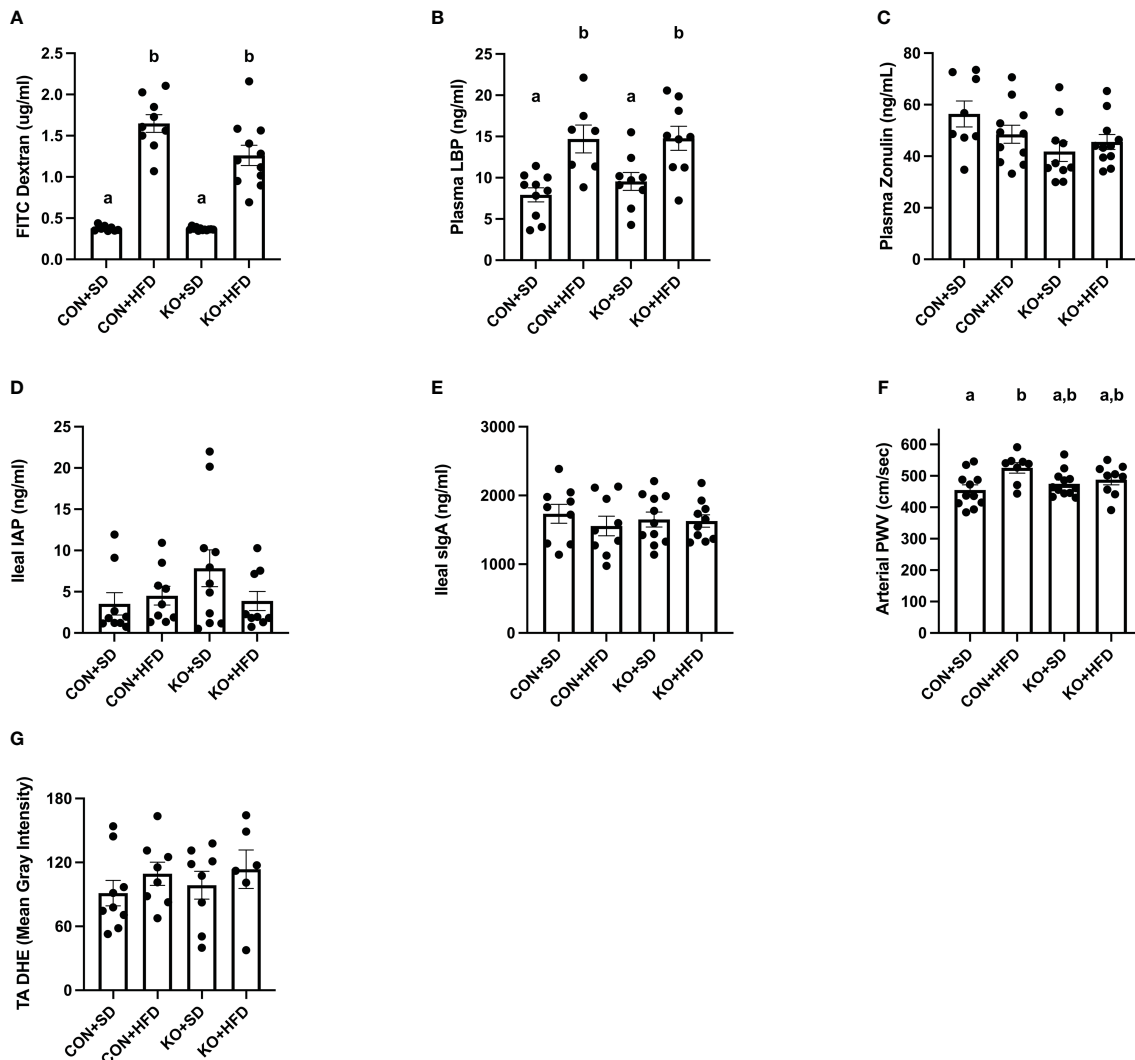 A
FITC Dextran (ug/ml)
2.5
2.0
1.5
1.0
0.5
0.0
a
b
a
b
CON+SD
CON+HFD
KO+SD
KO+HFD
B
Plasma LBP (ng/ml)
25
20
15
10
5
0
a
b
a
b
CON+SD
CON+HFD
KO+SD
KO+HFD
C
Plasma Zonulin (ng/mL)
80
60
40
20
0
CON+SD
CON+HFD
KO+SD
KO+HFD
D
Ileal IAP (ng/ml)
25
20
15
10
5
0
CON+SD
CON+HFD
KO+SD
KO+HFD
E
Ileal sIgA (ng/ml)
3000
2000
1000
0
CON+SD
CON+HFD
KO+SD
KO+HFD
F
Arterial PWV (cm/sec)
600
500
400
300
200
100
0
a
b
a,b
a,b
CON+SD
CON+HFD
KO+SD
KO+HFD
G
TA DHE (Mean Gray Intensity)
180
120
60
0
CON+SD
CON+HFD
KO+SD
KO+HFD